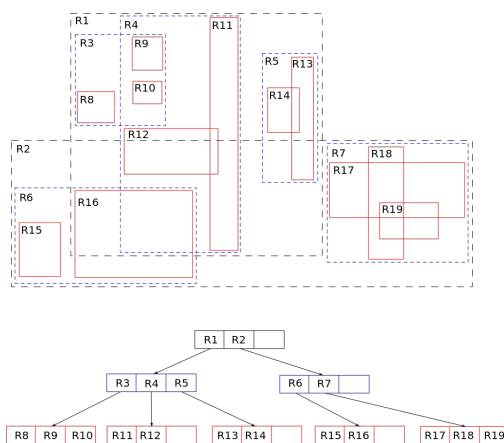 R1
R4
R11
R3
R9
R5
R13
R10
R8
R14
R12
R2
R7
R18
R17
R6
R16
R19
R15
R1 R2
R3 R4 R5
R6 R7
R8 R9 R10
R11 R12
R13 R14
R15 R16
R17 R18 R19